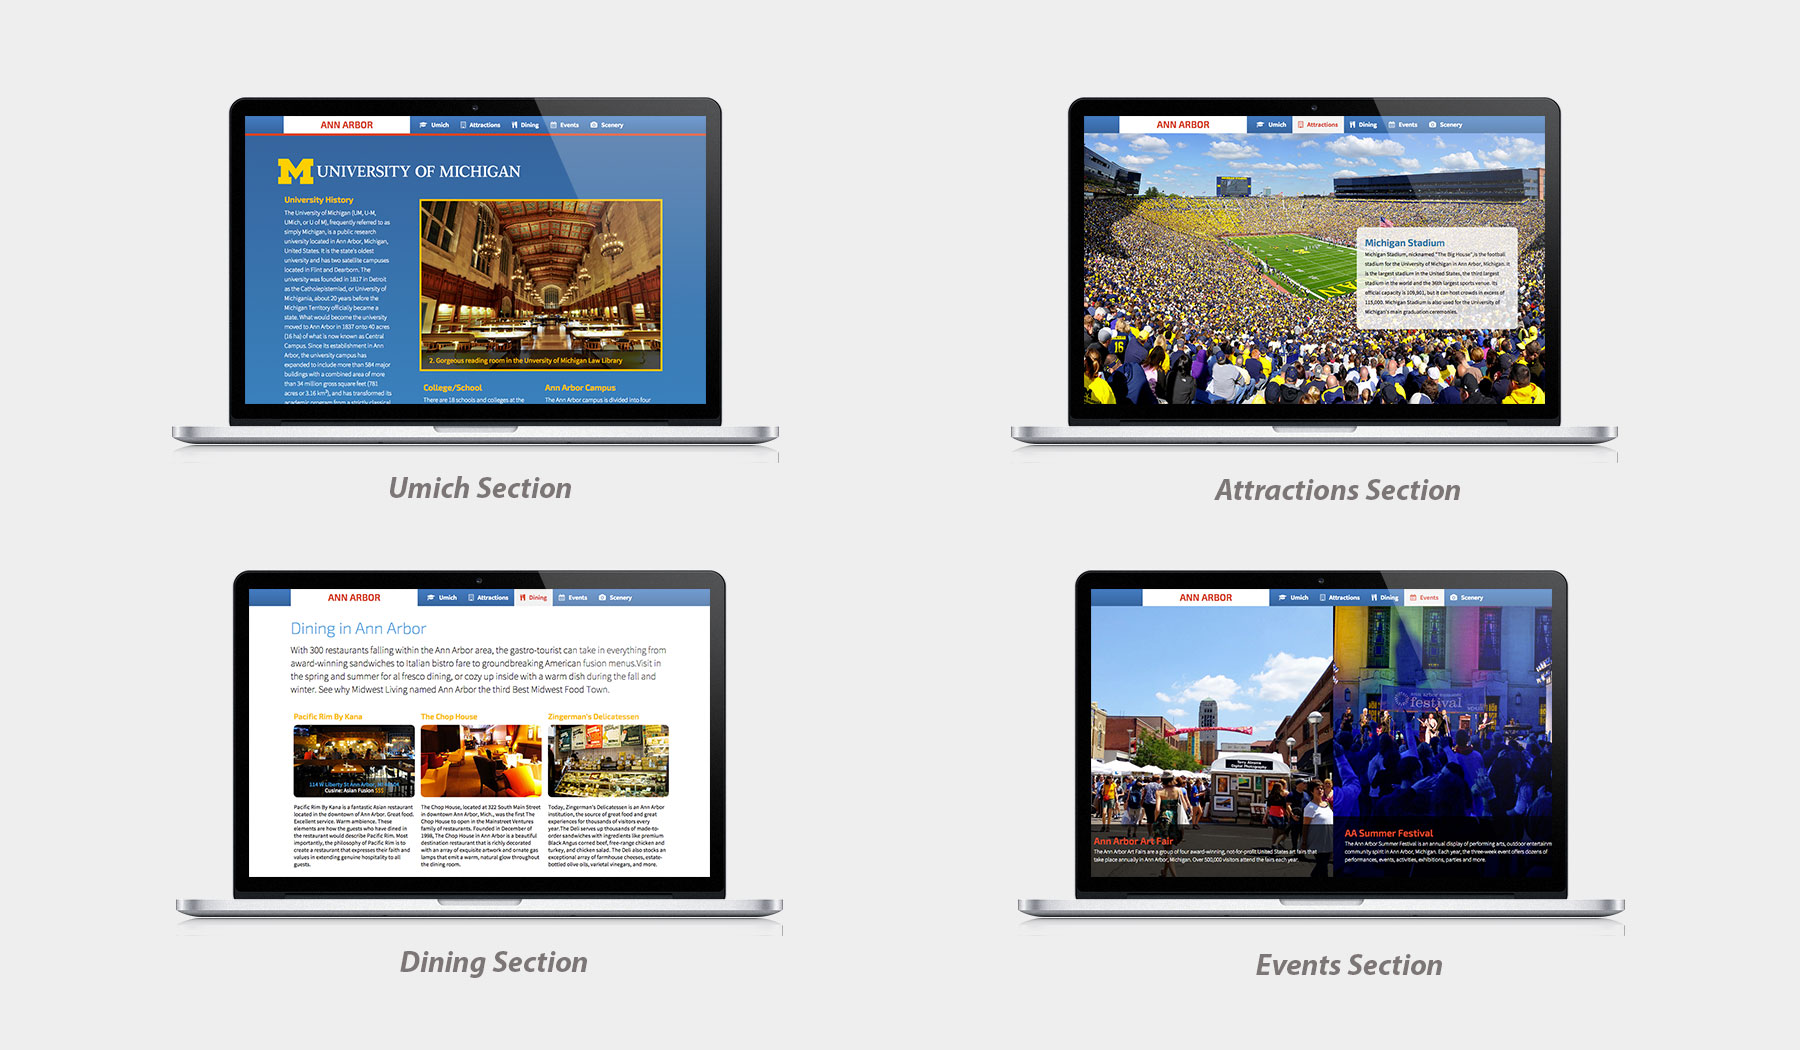 ANN ARBOR
Umich Attractions Dining Events Scenery
M UNIVERSITY OF MICHIGAN
University History
The University of Michigan (UM, U-M,
UMich, or U of M), frequently referred to as
simply Michigan, is a public research
university located in Ann Arbor, Michigan,
United States. It is the state's oldest
university and has two satellite campuses
located in Flint and Dearborn. The
university was founded in 1817 in Detroit
as the Catholepistemiad, or University of
Michigania, about 20 years before the
Michigan Territory officially became a
state. What would become the university
moved to Ann Arbor in 1837 onto 40 acres
(16 ha) of what is now known as Central
Campus. Since its establishment in Ann
Arbor, the university campus has
expanded to include more than 584 major
buildings with a combined area of more
than 34 million gross square feet (781
acres or 3.16 km²), and has transformed its
academic program from a strictly classical
2. Gorgeous reading room in the Unversity of Michigan Law Library
College/School
There are 18 schools and colleges at the
Ann Arbor Campus
The Ann Arbor campus is divided into four
Umich Section
ANN ARBOR
Umich Attractions Dining Events Scenery
Michigan Stadium
Michigan Stadium, nicknamed "The Big House",is the football
stadium for the University of Michigan in Ann Arbor, Michigan. It
is the largest stadium in the United States, the third largest
stadium in the world and the 36th largest sports venue. Its
official capacity is 109,901, but it can host crowds in excess of
115,000. Michigan Stadium is also used for the University of
Michigan's main graduation ceremonies.
16
Attractions Section
ANN ARBOR
Umich Attractions Dining Events Scenery
Dining in Ann Arbor
With 300 restaurants falling within the Ann Arbor area, the gastro-tourist can take in everything from
award-winning sandwiches to Italian bistro fare to groundbreaking American fusion menus.Visit in
the spring and summer for al fresco dining, or cozy up inside with a warm dish during the fall and
winter. See why Midwest Living named Ann Arbor the third Best Midwest Food Town.
Pacific Rim By Kana
114 W Liberty St Ann Arbor,
Cusine: Asian Fusion $$$
Pacific Rim By Kana is a fantastic Asian restaurant
located in the downtown of Ann Arbor. Great food.
Excellent service. Warm ambience. These
elements are how the guests who have dined in
the restaurant would describe Pacific Rim. Most
importantly, the philosophy of Pacific Rim is to
create a restaurant that expresses their faith and
values in extending genuine hospitality to all
guests.
The Chop House
The Chop House, located at 322 South Main Street
in downtown Ann Arbor, Mich., was the first The
Chop House to open in the Mainstreet Ventures
family of restaurants. Founded in December of
1998, The Chop House in Ann Arbor is a beautiful
destination restaurant that is richly decorated
with an array of exquisite artwork and ornate gas
lamps that emit a warm, natural glow throughout
the dining room.
Zingerman's Delicatessen
Today, Zingerman's Delicatessen is an Ann Arbor
institution, the source of great food and great
experiences for thousands of visitors every
year.The Deli serves up thousands of made-to-
order sandwiches with ingredients like premium
Black Angus corned beef, free-range chicken and
turkey, and chicken salad. The Deli also stocks an
exceptional array of farmhouse cheeses, estate-
bottled olive oils, varietal vinegars, and more.
Dining Section
ANN ARBOR
Umich Attractions Dining Events Scenery
Terry Abrams
Digital Photography
Ann Arbor Art Fair
The Ann Arbor Art Fairs are a group of four award-winning, not-for-profit United States art fairs that
take place annually in Ann Arbor, Michigan. Over 500,000 visitors attend the fairs each year.
festival
AA Summer Festival
The Ann Arbor Summer Festival is an annual display of performing arts, outdoor entertainm
community spirit in Ann Arbor, Michigan. Each year, the three-week event offers dozens of
performances, events, activities, exhibitions, parties and more.
Events Section